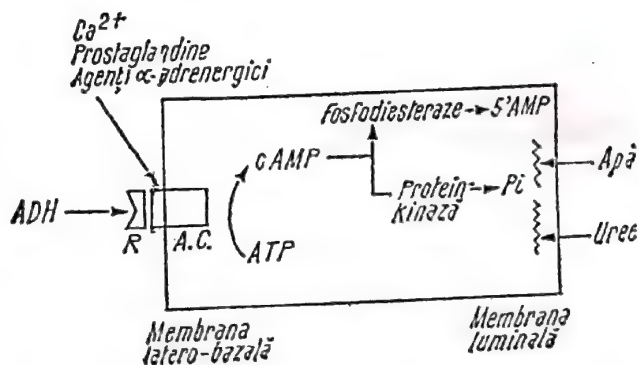 Ca²⁺
Prostaglandine
Agenți α-adrenergici
Fosfodiesteraze → 5'AMP
cAMP
Apă
ADH
Protein-
kinază
Pi
R
A.C.
ATP
Uree
Membrana
latero-bazală
Membrana
luminală